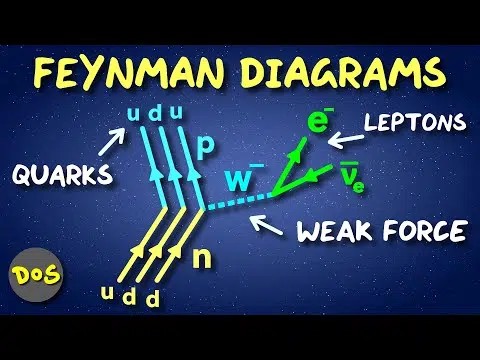 FEYNMAN DIAGRAMS
u d u
e⁻
LEPTONS
QUARKS
p
W⁻
ν̅e
WEAK FORCE
n
DoS
u d d